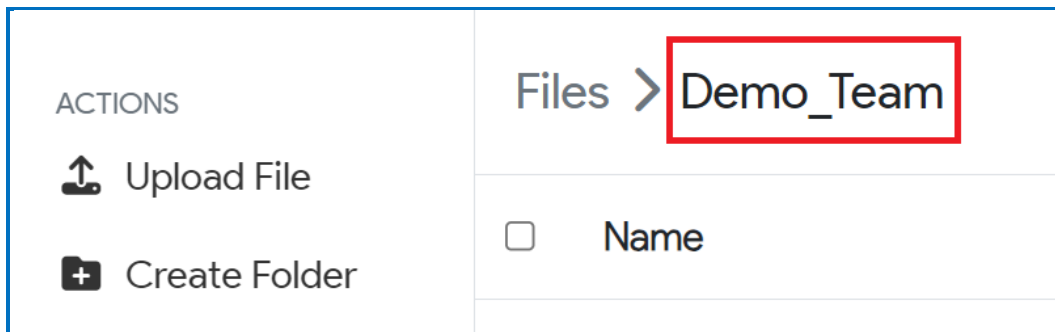 ACTIONS
Upload File
Create Folder
Files > Demo_Team
Name